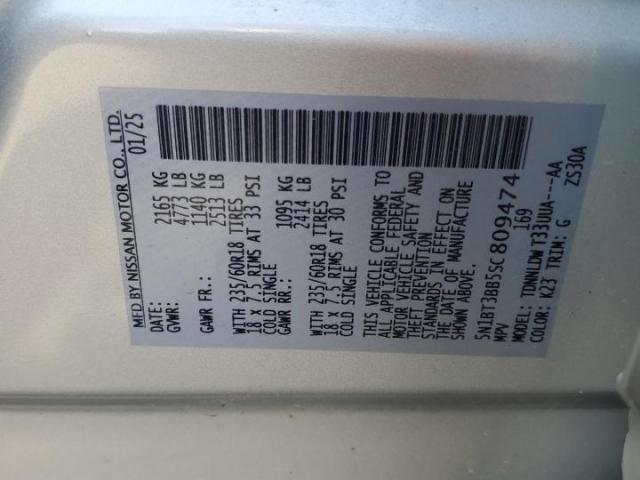 MFD BY NISSAN MOTOR CO., LTD.
DATE: 01/25
GVWR: 2165 KG
4773 LB
GAWR FR.: 1140 KG
2513 LB
WITH 235/60R18 TIRES
18 X 7.5 RIMS AT 33 PSI
COLD SINGLE
GAWR RR.: 1095 KG
2414 LB
WITH 235/60R18 TIRES
18 X 7.5 RIMS AT 30 PSI
COLD SINGLE
THIS VEHICLE CONFORMS TO
ALL APPLICABLE FEDERAL
MOTOR VEHICLE SAFETY AND
THEFT PREVENTION
STANDARDS IN EFFECT ON
THE DATE OF MANUFACTURE
SHOWN ABOVE.
5N1BT3BB5SC809474
MPV 169
MODEL: TDNNLDWT33UUA---AA
COLOR: K23 TRIM: G ZS30A